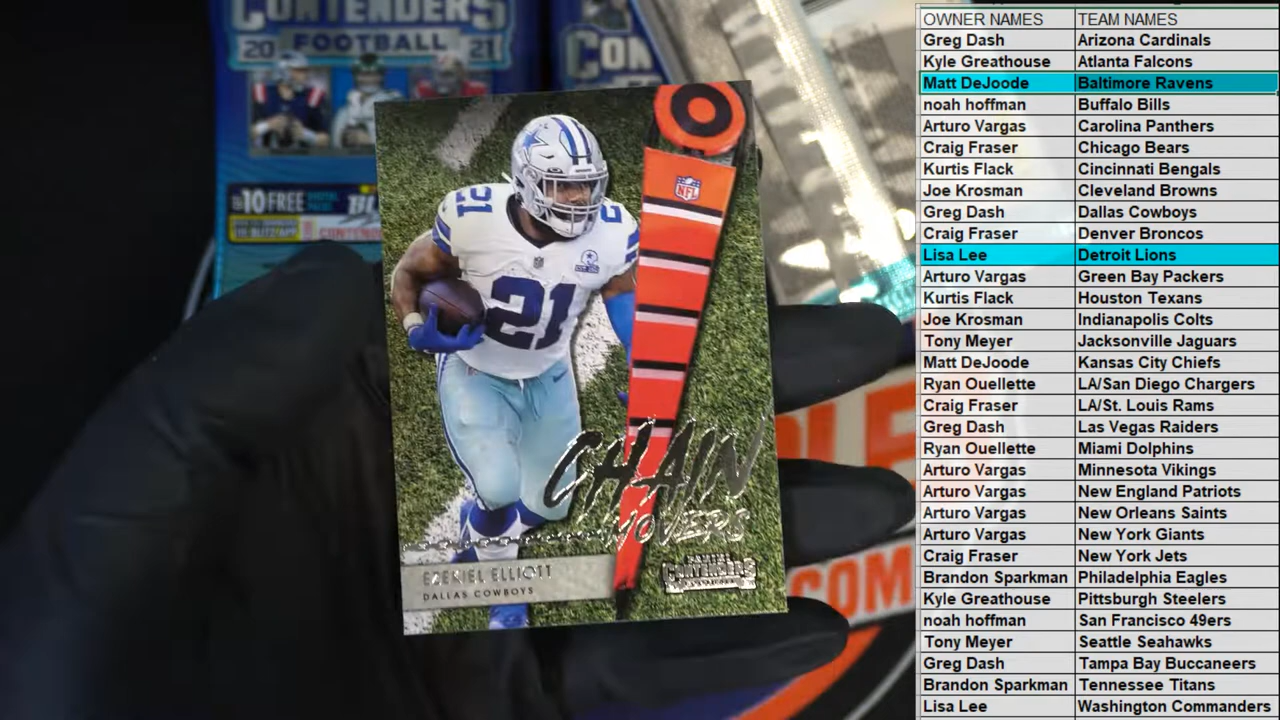 CONTENDERS
20 FOOTBALL 21
10 FREE
CON
21
NFL
21
CHAIN
MOVERS
EZEKIEL ELLIOTT
DALLAS COWBOYS
PANINI
CONTENDERS
FOOTBALL
.COM
OWNER NAMES TEAM NAMES
Greg Dash Arizona Cardinals
Kyle Greathouse Atlanta Falcons
Matt DeJoode Baltimore Ravens
noah hoffman Buffalo Bills
Arturo Vargas Carolina Panthers
Craig Fraser Chicago Bears
Kurtis Flack Cincinnati Bengals
Joe Krosman Cleveland Browns
Greg Dash Dallas Cowboys
Craig Fraser Denver Broncos
Lisa Lee Detroit Lions
Arturo Vargas Green Bay Packers
Kurtis Flack Houston Texans
Joe Krosman Indianapolis Colts
Tony Meyer Jacksonville Jaguars
Matt DeJoode Kansas City Chiefs
Ryan Ouellette LA/San Diego Chargers
Craig Fraser LA/St. Louis Rams
Greg Dash Las Vegas Raiders
Ryan Ouellette Miami Dolphins
Arturo Vargas Minnesota Vikings
Arturo Vargas New England Patriots
Arturo Vargas New Orleans Saints
Arturo Vargas New York Giants
Craig Fraser New York Jets
Brandon Sparkman Philadelphia Eagles
Kyle Greathouse Pittsburgh Steelers
noah hoffman San Francisco 49ers
Tony Meyer Seattle Seahawks
Greg Dash Tampa Bay Buccaneers
Brandon Sparkman Tennessee Titans
Lisa Lee Washington Commanders